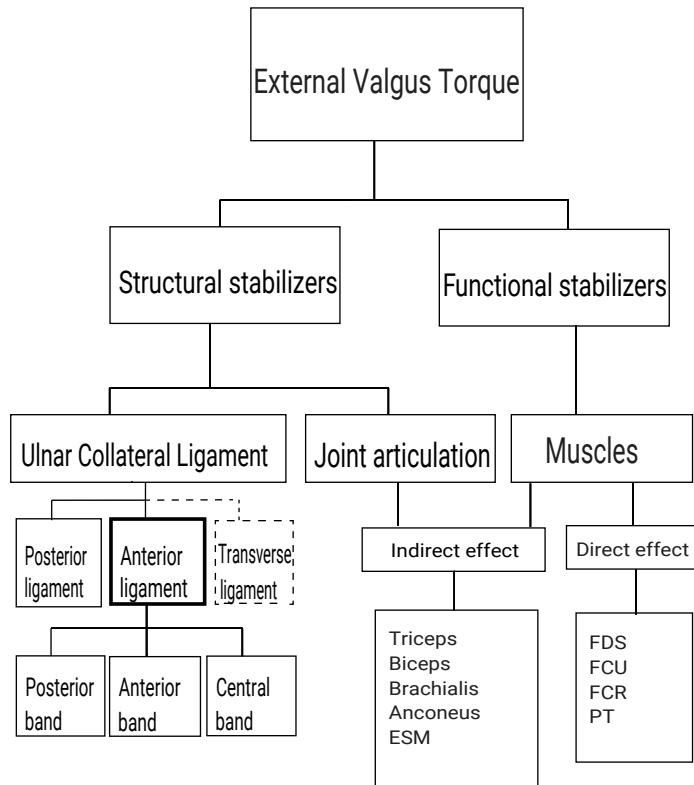 External Valgus Torque
Structural stabilizers
Functional stabilizers
Ulnar Collateral Ligament
Joint articulation
Muscles
Posterior
ligament
Anterior
ligament
Transverse
ligament
Indirect effect
Direct effect
Posterior
band
Anterior
band
Central
band
Triceps
Biceps
Brachialis
Anconeus
ESM
FDS
FCU
FCR
PT